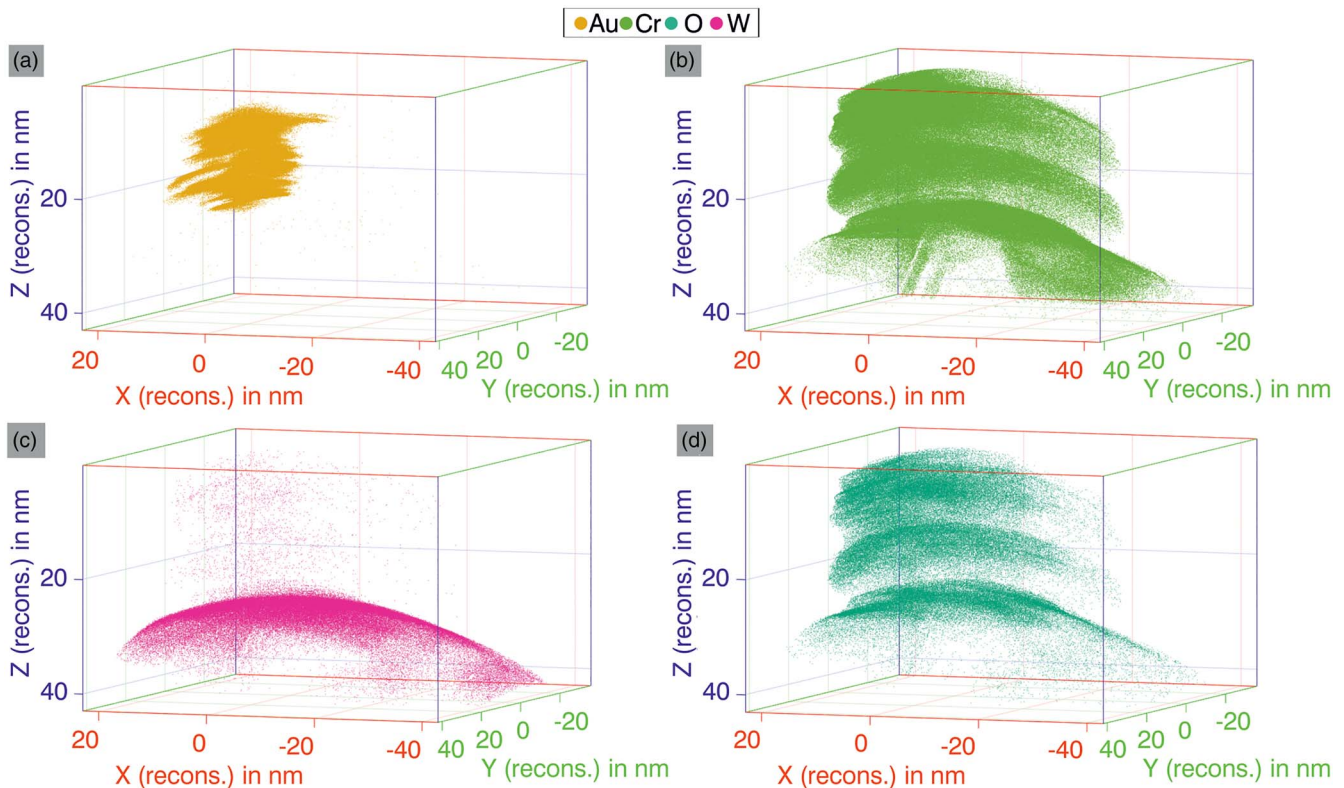 Au Cr O W
(a)
Z (recons.) in nm
20
40
20 0 -20 -40
X (recons.) in nm
40 20 0 -20
Y (recons.) in nm
(b)
Z (recons.) in nm
20
40
20 0 -20 -40
X (recons.) in nm
40 20 0 -20
Y (recons.) in nm
(c)
Z (recons.) in nm
20
40
20 0 -20 -40
X (recons.) in nm
40 20 0 -20
Y (recons.) in nm
(d)
Z (recons.) in nm
20
40
20 0 -20 -40
X (recons.) in nm
40 20 0 -20
Y (recons.) in nm